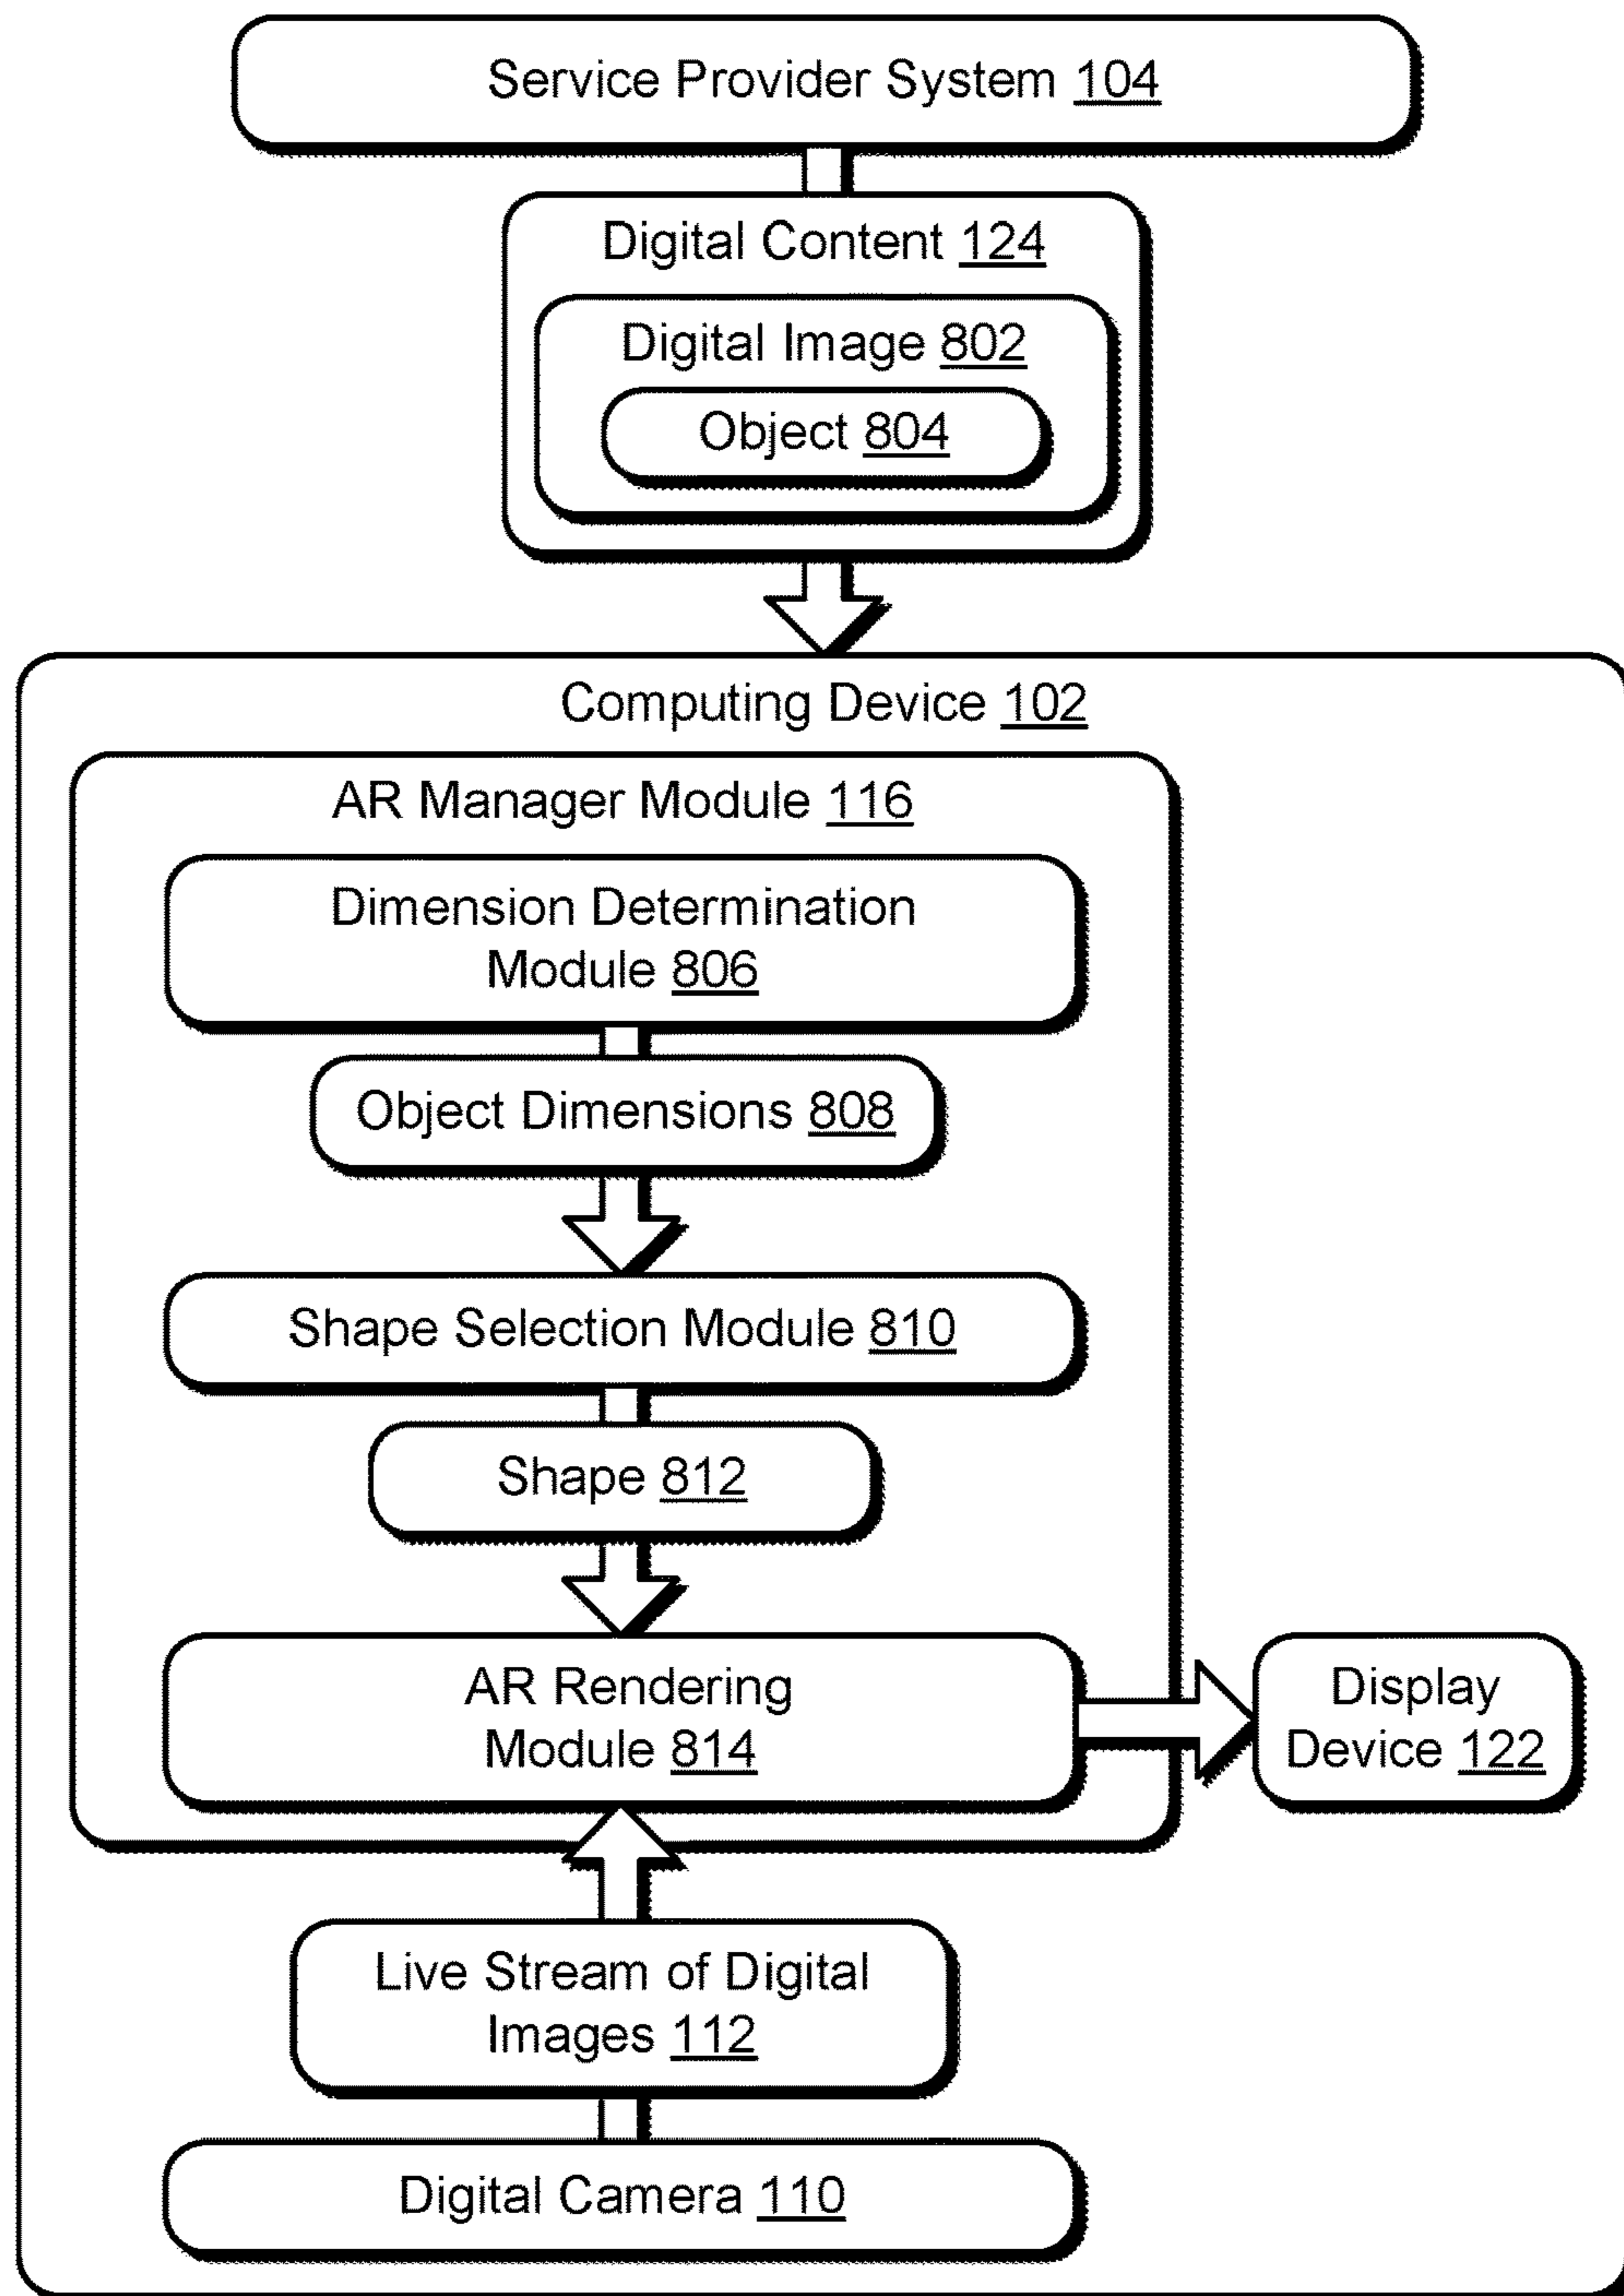 Service Provider System 104
Digital Content 124
Digital Image 802
Object 804
Computing Device 102
AR Manager Module 116
Dimension Determination
Module 806
Object Dimensions 808
Shape Selection Module 810
Shape 812
AR Rendering
Module 814
Display
Device 122
Live Stream of Digital
Images 112
Digital Camera 110